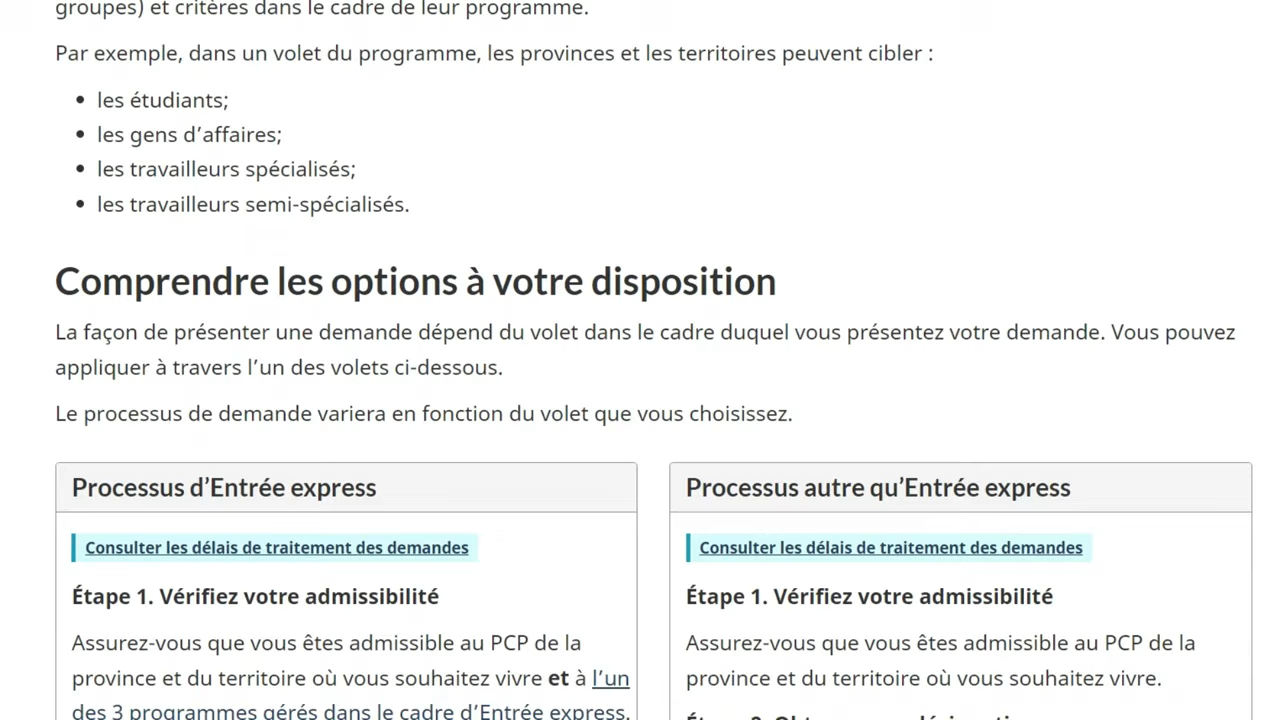 groupes) et critères dans le cadre de leur programme.
Par exemple, dans un volet du programme, les provinces et les territoires peuvent cibler :
les étudiants;
les gens d’affaires;
les travailleurs spécialisés;
les travailleurs semi-spécialisés.
Comprendre les options à votre disposition
La façon de présenter une demande dépend du volet dans le cadre duquel vous présentez votre demande. Vous pouvez
appliquer à travers l’un des volets ci-dessous.
Le processus de demande variera en fonction du volet que vous choisissez.
Processus d’Entrée express
Consulter les délais de traitement des demandes
Étape 1. Vérifiez votre admissibilité
Assurez-vous que vous êtes admissible au PCP de la
province et du territoire où vous souhaitez vivre et à l’un
des 3 programmes gérés dans le cadre d’Entrée express.
Processus autre qu’Entrée express
Consulter les délais de traitement des demandes
Étape 1. Vérifiez votre admissibilité
Assurez-vous que vous êtes admissible au PCP de la
province et du territoire où vous souhaitez vivre.